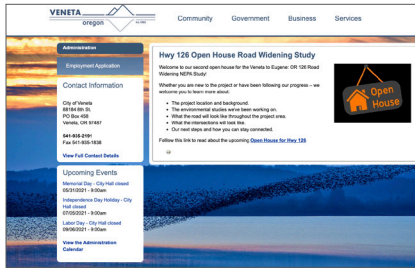 VENETA
oregon
Community Government Business Services
Administration
Employment Application
Contact Information
City of Veneta
88184 8th St.
PO Box 458
Veneta, OR 97487
541-935-2191
Fax 541-935-1838
View Full Contact Details
Upcoming Events
Memorial Day - City Hall closed
05/31/2021 - 9:00am
Independence Day Holiday - City
Hall closed
07/05/2021 - 9:00am
Labor Day - City Hall closed
09/06/2021 - 9:00am
View the Administration
Calendar
Hwy 126 Open House Road Widening Study
Welcome to our second open house for the Veneta to Eugene: OR 126 Road
Widening NEPA Study!
Whether you are new to the project or have been following our progress – we
welcome you to learn more about:
• The project location and background.
• The environmental studies we've been working on.
• What the road will look like throughout the project area.
• What the intersections will look like.
• Our next steps and how you can stay connected.
Follow this link to read about the upcoming Open House for Hwy 126
Open
House